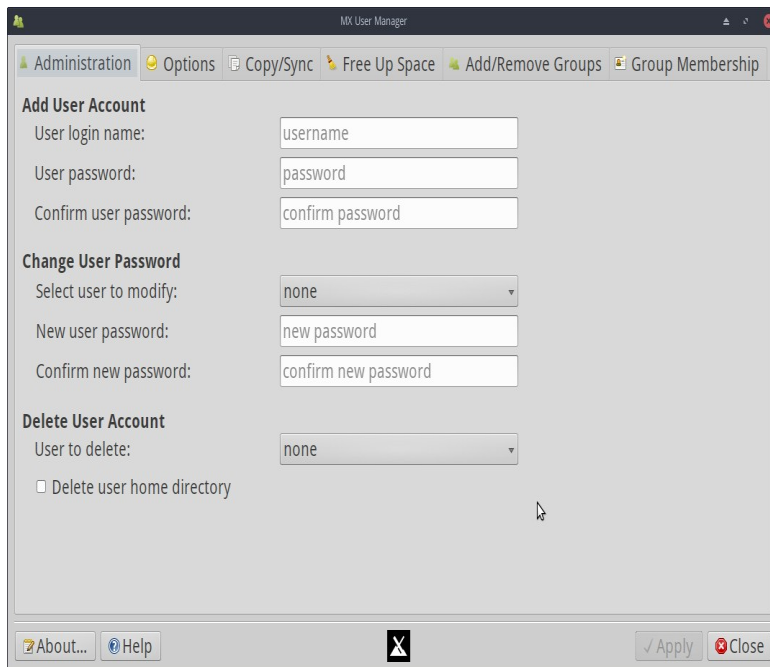 MX User Manager
Administration Options Copy/Sync Free Up Space Add/Remove Groups Group Membership
Add User Account
User login name: username
User password: password
Confirm user password: confirm password
Change User Password
Select user to modify: none
New user password: new password
Confirm new password: confirm new password
Delete User Account
User to delete: none
Delete user home directory
About... Help Apply Close